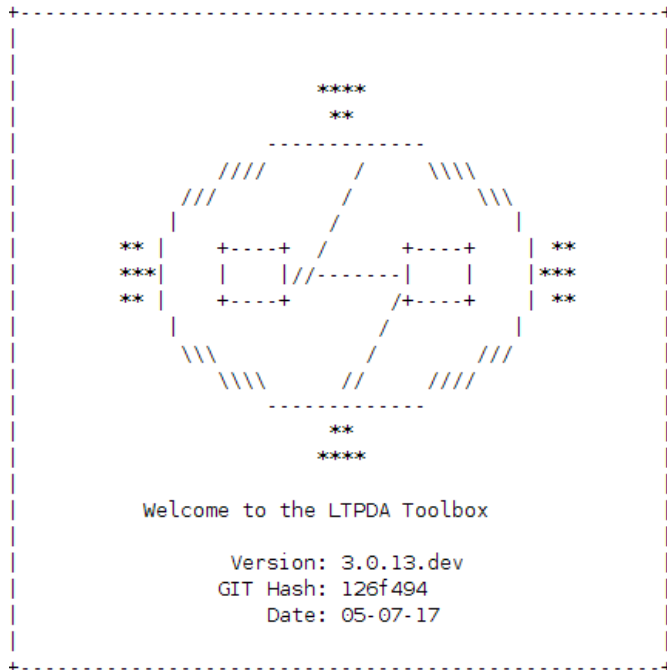 Welcome to the LTPDA Toolbox
Version: 3.0.13.dev
GIT Hash: 126f494
Date: 05-07-17